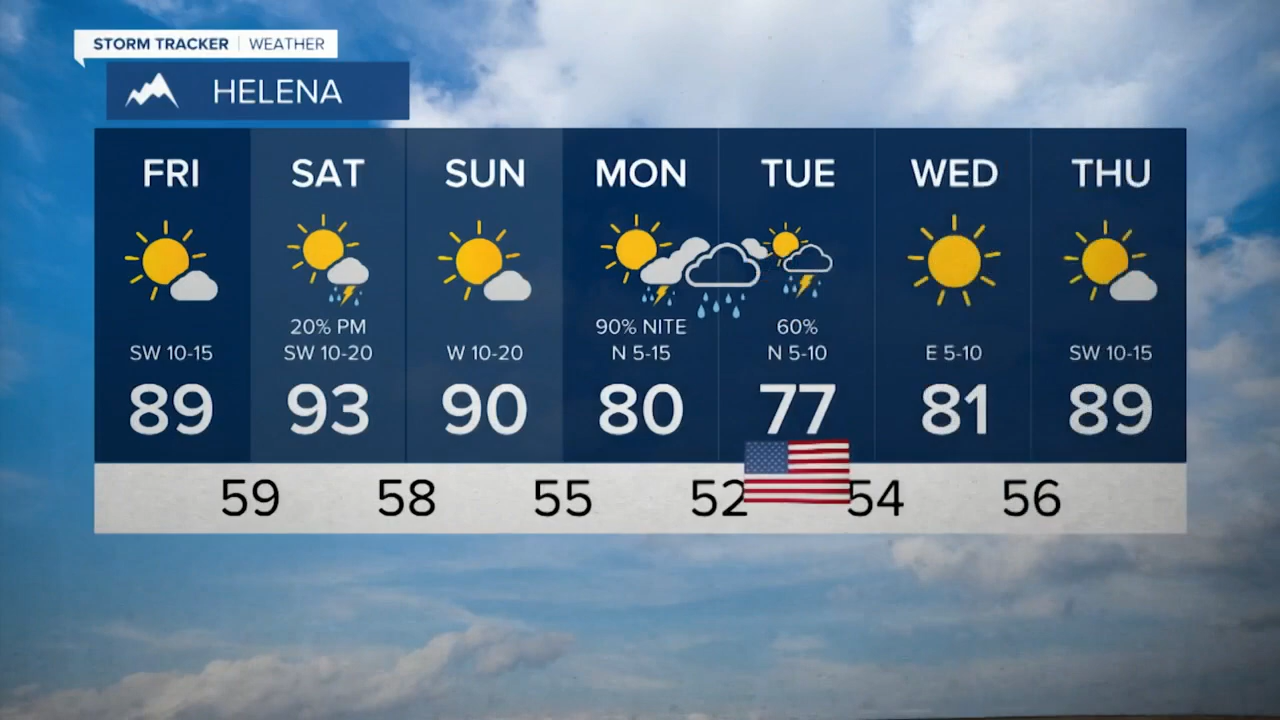 STORM TRACKER | WEATHER
HELENA
FRI SAT SUN MON TUE WED THU
20% PM 90% NITE 60%
SW 10-15 SW 10-20 W 10-20 N 5-15 N 5-10 E 5-10 SW 10-15
89 93 90 80 77 81 89
59 58 55 52 54 56